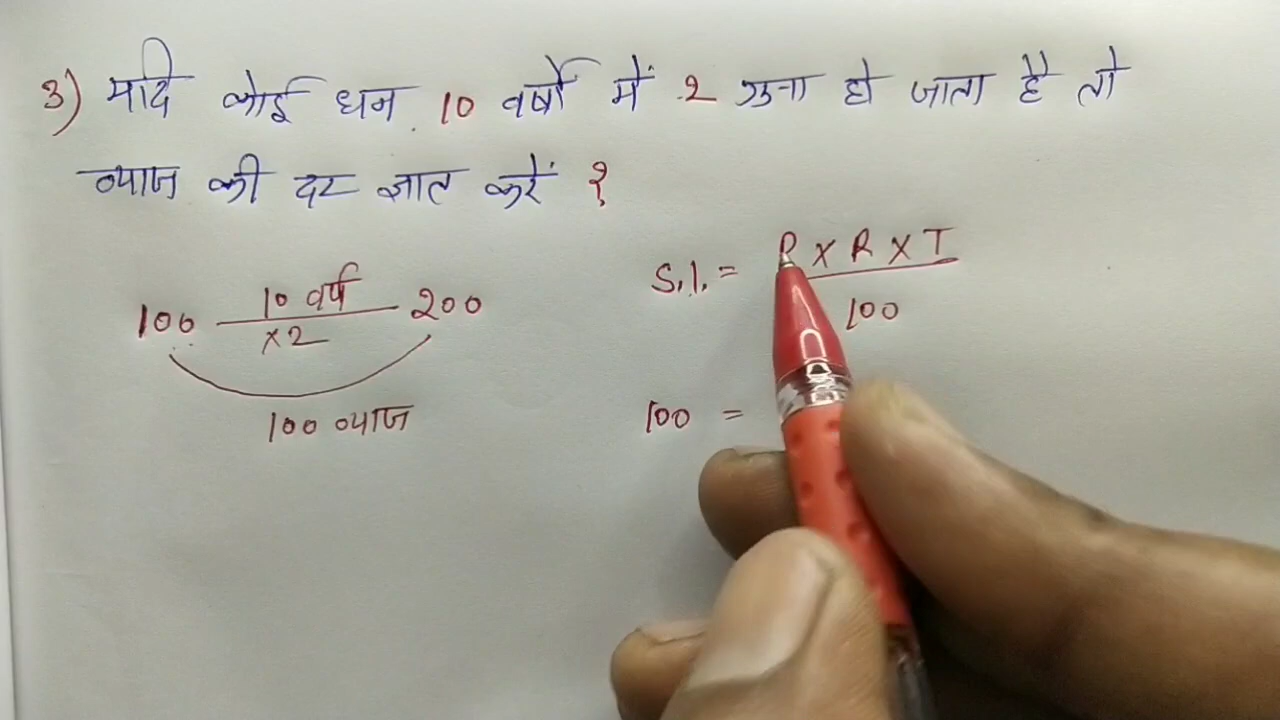 3) यदि कोई धन 10 वर्षों में 2 गुना हो जाता है तो
ब्याज की दर ज्ञात करें ?
100 10 वर्ष 200
×2
100 ब्याज
S.I. = P × R × T
100
100 =